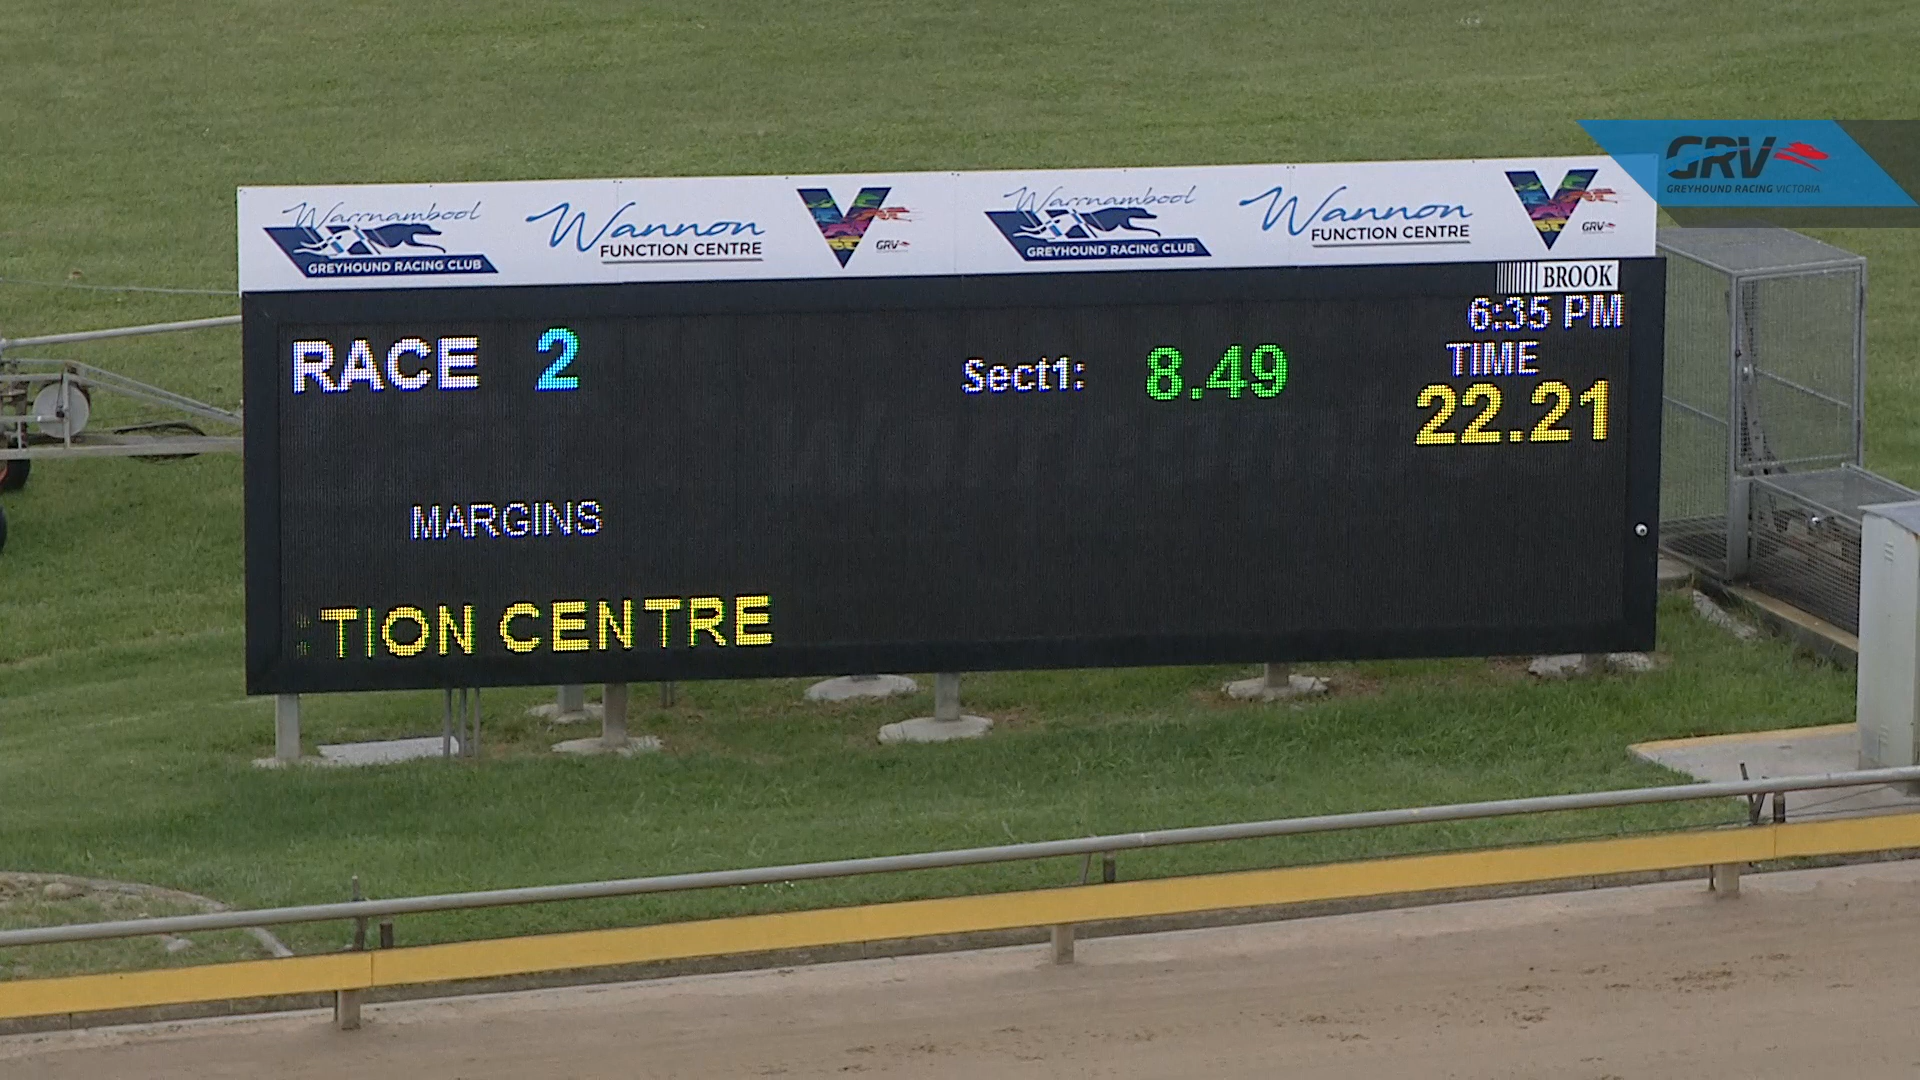 GRV
GREYHOUND RACING VICTORIA
Warrnambool
GREYHOUND RACING CLUB
Wannon
FUNCTION CENTRE
V
GRV
Warrnambool
GREYHOUND RACING CLUB
Wannon
FUNCTION CENTRE
V
GRV
BROOK
6:35 PM
RACE 2
Sect1: 8.49
TIME
22.21
MARGINS
TION CENTRE